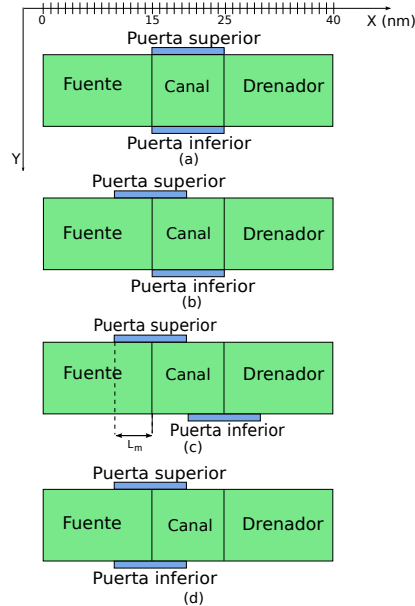 X (nm)
0 15 25 40
Puerta superior
Fuente Canal Drenador
Puerta inferior
Y
(a)
Puerta superior
Fuente Canal Drenador
Puerta inferior
(b)
Puerta superior
Fuente Canal Drenador
Puerta inferior
Lm
(c)
Puerta superior
Fuente Canal Drenador
Puerta inferior
(d)